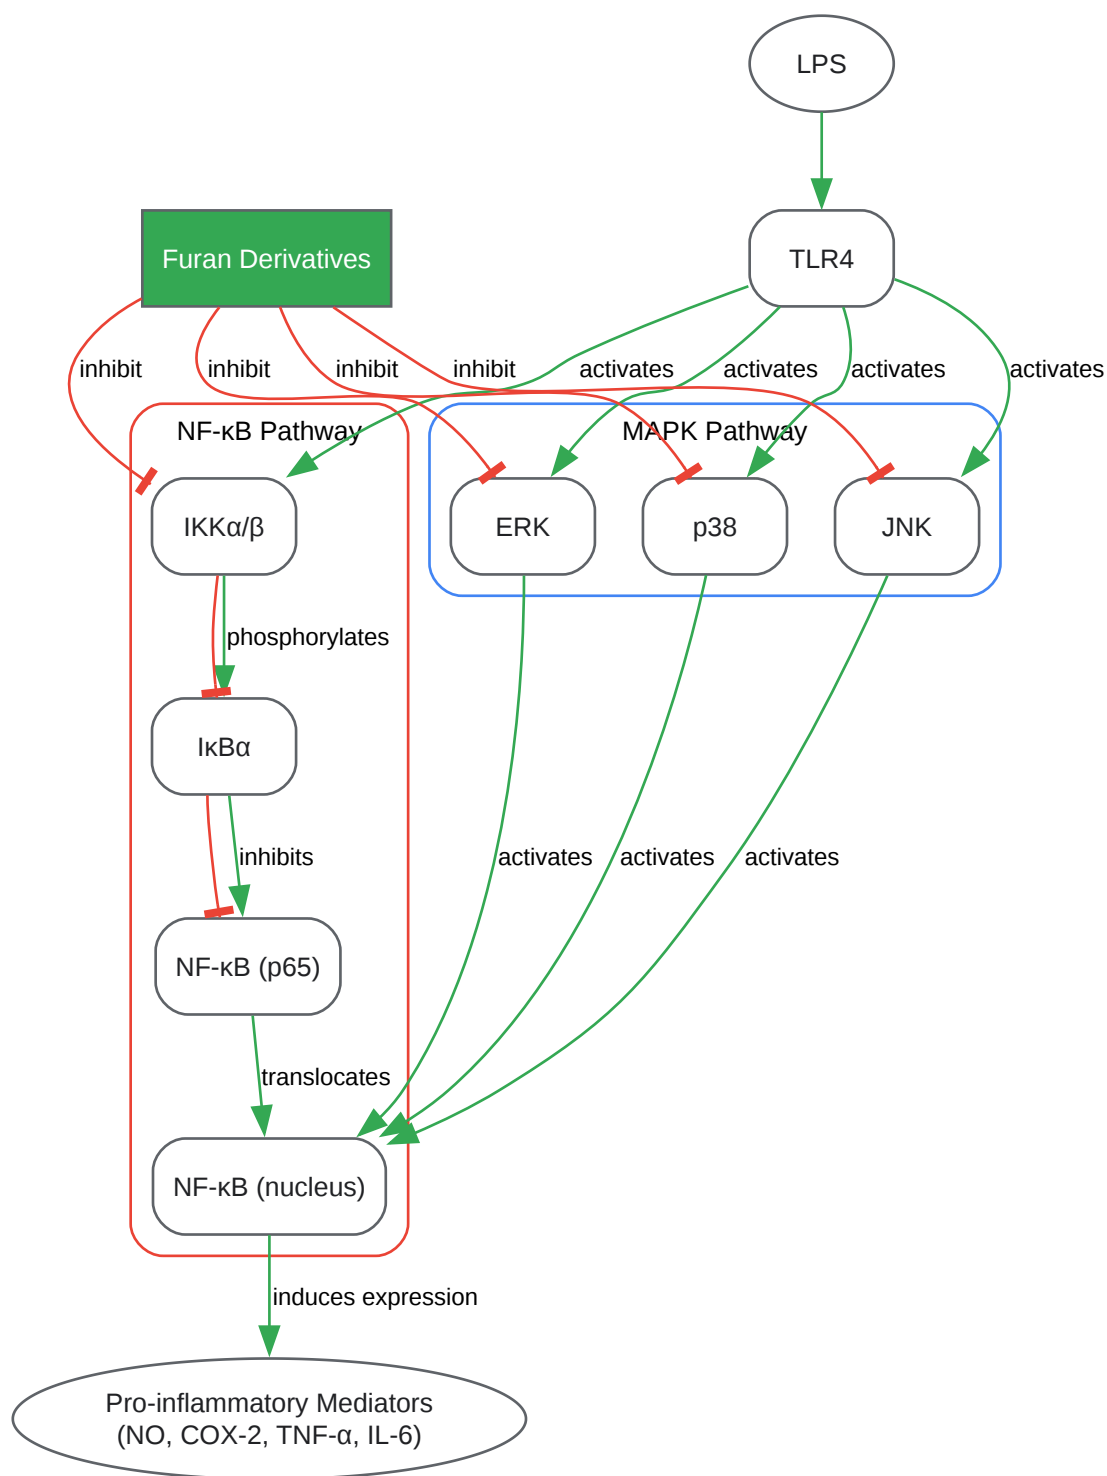 LPS
Furan Derivatives
TLR4
inhibit
inhibit
inhibit
inhibit
activates
activates
activates
activates
NF-κB Pathway
MAPK Pathway
IKKα/β
ERK
p38
JNK
phosphorylates
IκBα
inhibits
activates
activates
activates
NF-κB (p65)
translocates
NF-κB (nucleus)
induces expression
Pro-inflammatory Mediators
(NO, COX-2, TNF-α, IL-6)